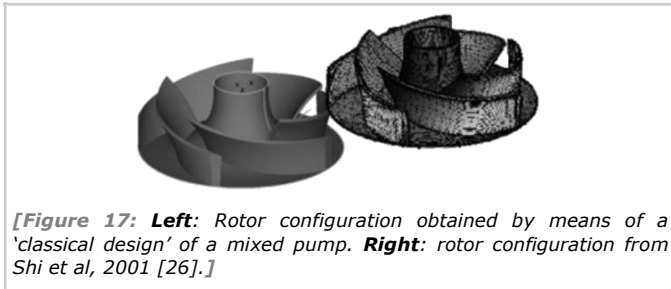 [Figure 17: Left: Rotor configuration obtained by means of a
‘classical design’ of a mixed pump. Right: rotor configuration from
Shi et al, 2001 [26].]